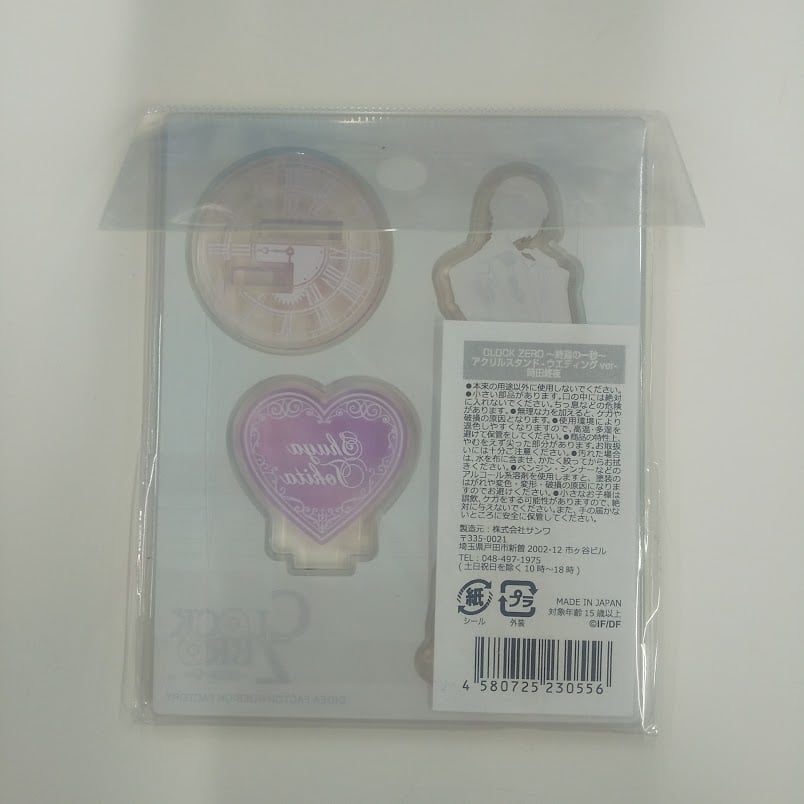 Shuya
Tokita
CLOCK
ZERO
©IDEA FACTORY/DESIGN FACTORY
CLOCK ZERO ～終焉の一秒～
アクリルスタンド-ウエディングver-
時田終夜
●本来の用途以外に使用しないでください。
●小さい部品があります。口の中には絶対
に入れないでください。ちっ息などの危険
があります。●無理な力を加えると、ケガや
破損の原因となります。●使用環境により
退色しやすくなりますので、高温・多湿を
避けて保管をしてください。●商品の特性上、
やむをえず尖った部分があります。お取扱
いには十分ご注意ください。●汚れた場合
は、水を布に含ませ、かたく絞ってからお拭
きください。●ベンジン・シンナーなどの
アルコール系溶剤を使用しますと、塗装の
はがれや変色・変形・破損の原因になりま
すのでお避けください。●小さなお子様は
誤飲、ケガをする可能性がありますので、絶
対に与えないでください。また、手の届かな
いところに安全に保管してください。
製造元：株式会社サンワ
〒335-0021
埼玉県戸田市新曽 2002-12 市ヶ谷ビル
TEL：048-497-1975
(土日祝日を除く10時～18時)
紙
シール
プラ
外装
MADE IN JAPAN
対象年齢15歳以上
©IF/DF
4 580725 230556